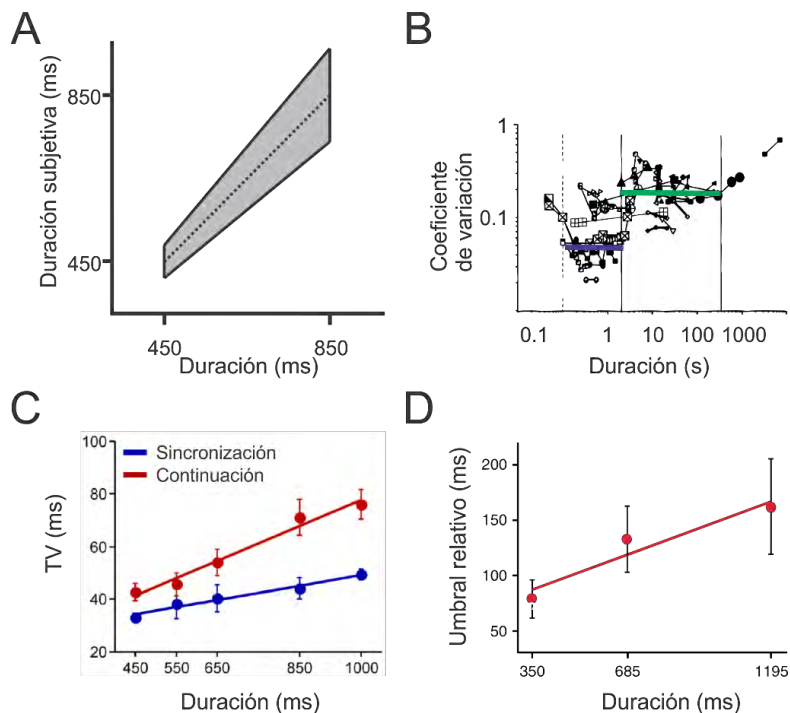 A
Duración subjetiva (ms)
850
450
450
850
Duración (ms)
B
Coeficiente
de variación
1
0.1
0.1
1
10
100
1000
Duración (s)
C
TV (ms)
100
80
60
40
20
Sincronización
Continuación
450
550
650
850
1000
Duración (ms)
D
Umbral relativo (ms)
200
150
100
50
350
685
1195
Duración (ms)